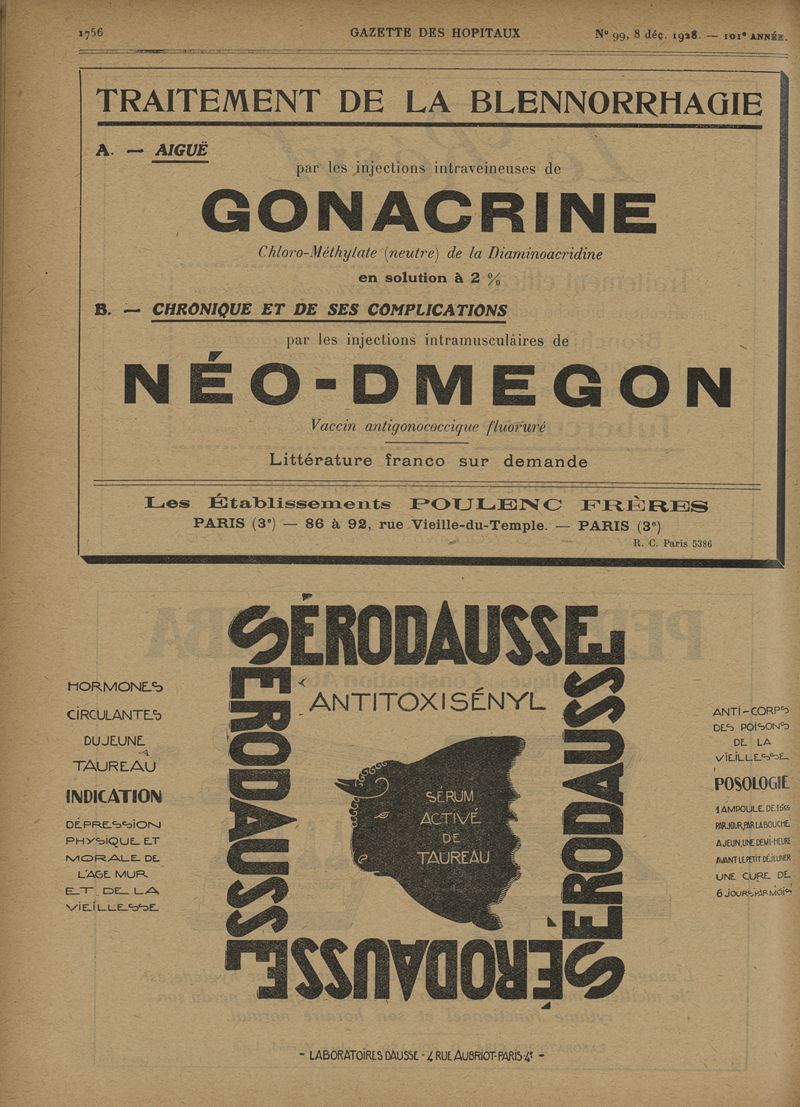 1756
GAZETTE DES HOPITAUX
N° 99, 8 déc. 1928. — 101e ANNÉE.
TRAITEMENT DE LA BLENNORRHAGIE
A. — AIGUË
par les injections intraveineuses de
GONACRINE
Chloro-Méthylate (neutre) de la Diaminoacridine
en solution à 2 %
B. — CHRONIQUE ET DE SES COMPLICATIONS
par les injections intramusculaires de
NÉO-DMEGON
Vaccin antigonococcique fluoruré
Littérature franco sur demande
Les Établissements POULENC FRÈRES
PARIS (3e) — 86 à 92, rue Vieille-du-Temple. — PARIS (3e)
R. C. Paris 5386
SÉRODAUSSE
SÉRODAUSSE
SÉRODAUSSE
SÉRODAUSSE
ANTITOXISÉNYL
SÉRUM
ACTIVÉ
DE
TAUREAU
HORMONES
CIRCULANTES
DU JEUNE
TAUREAU
INDICATION
DÉPRESSION
PHYSIQUE ET
MORALE DE
L'AGE MUR
ET DE LA
VIEILLESSE
ANTI-CORPS
DES POISONS
DE LA
VIEILLESSE
POSOLOGIE
1 AMPOULE DE 15cc
PAR JOUR, PAR LA BOUCHE
A JEUN, UNE DEMI-HEURE
AVANT LE PETIT DÉJEUNER
UNE CURE DE
6 JOURS PAR MOIS
- LABORATOIRES DAUSSE - 4 RUE AUBRIOT - PARIS 4e -